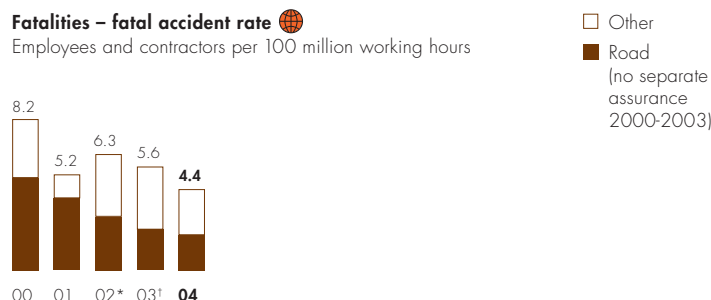 Fatalities – fatal accident rate
Employees and contractors per 100 million working hours
Other
Road
(no separate
assurance
2000-2003)
8.2
5.2
6.3
5.6
4.4
00 01 02* 03† 04